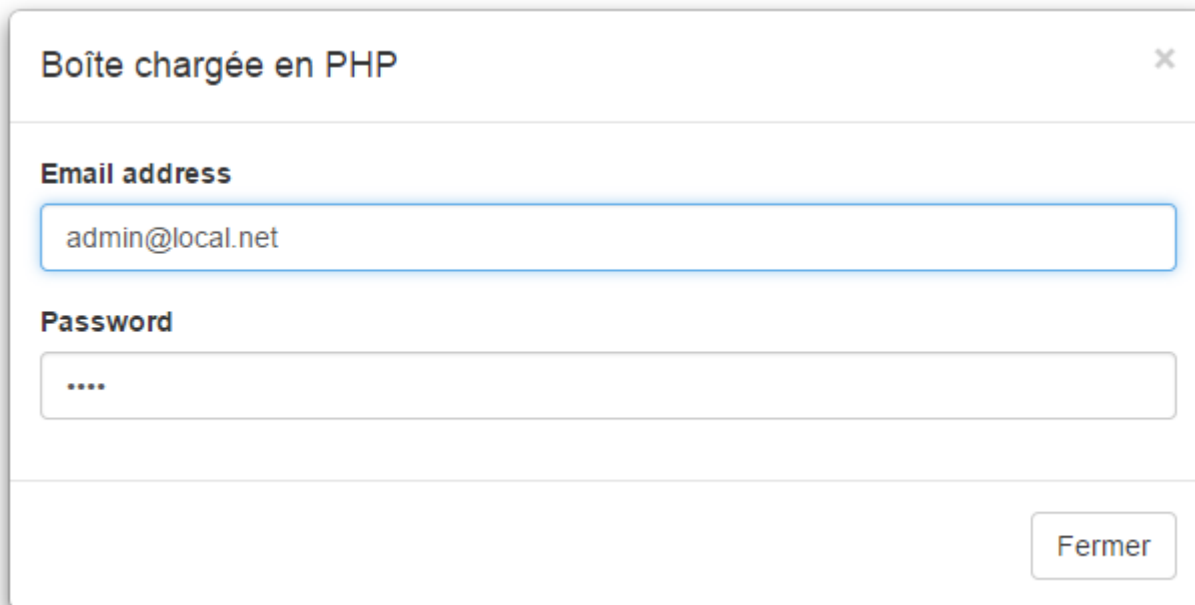 Boîte chargée en PHP
×
Email address
admin@local.net
Password
••••
Fermer